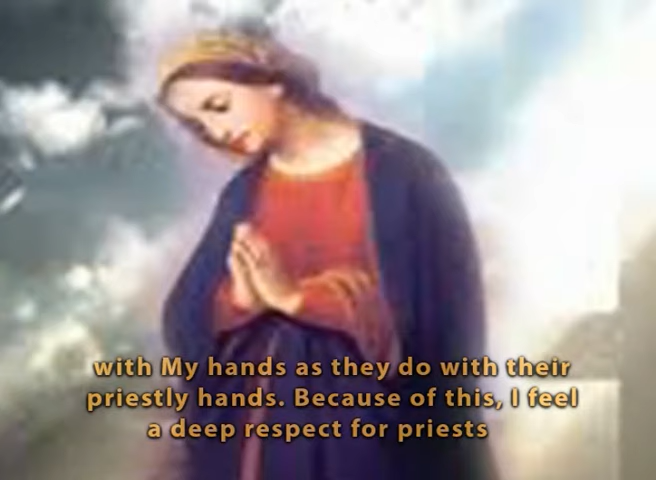 with My hands as they do with their
priestly hands. Because of this, I feel
a deep respect for priests